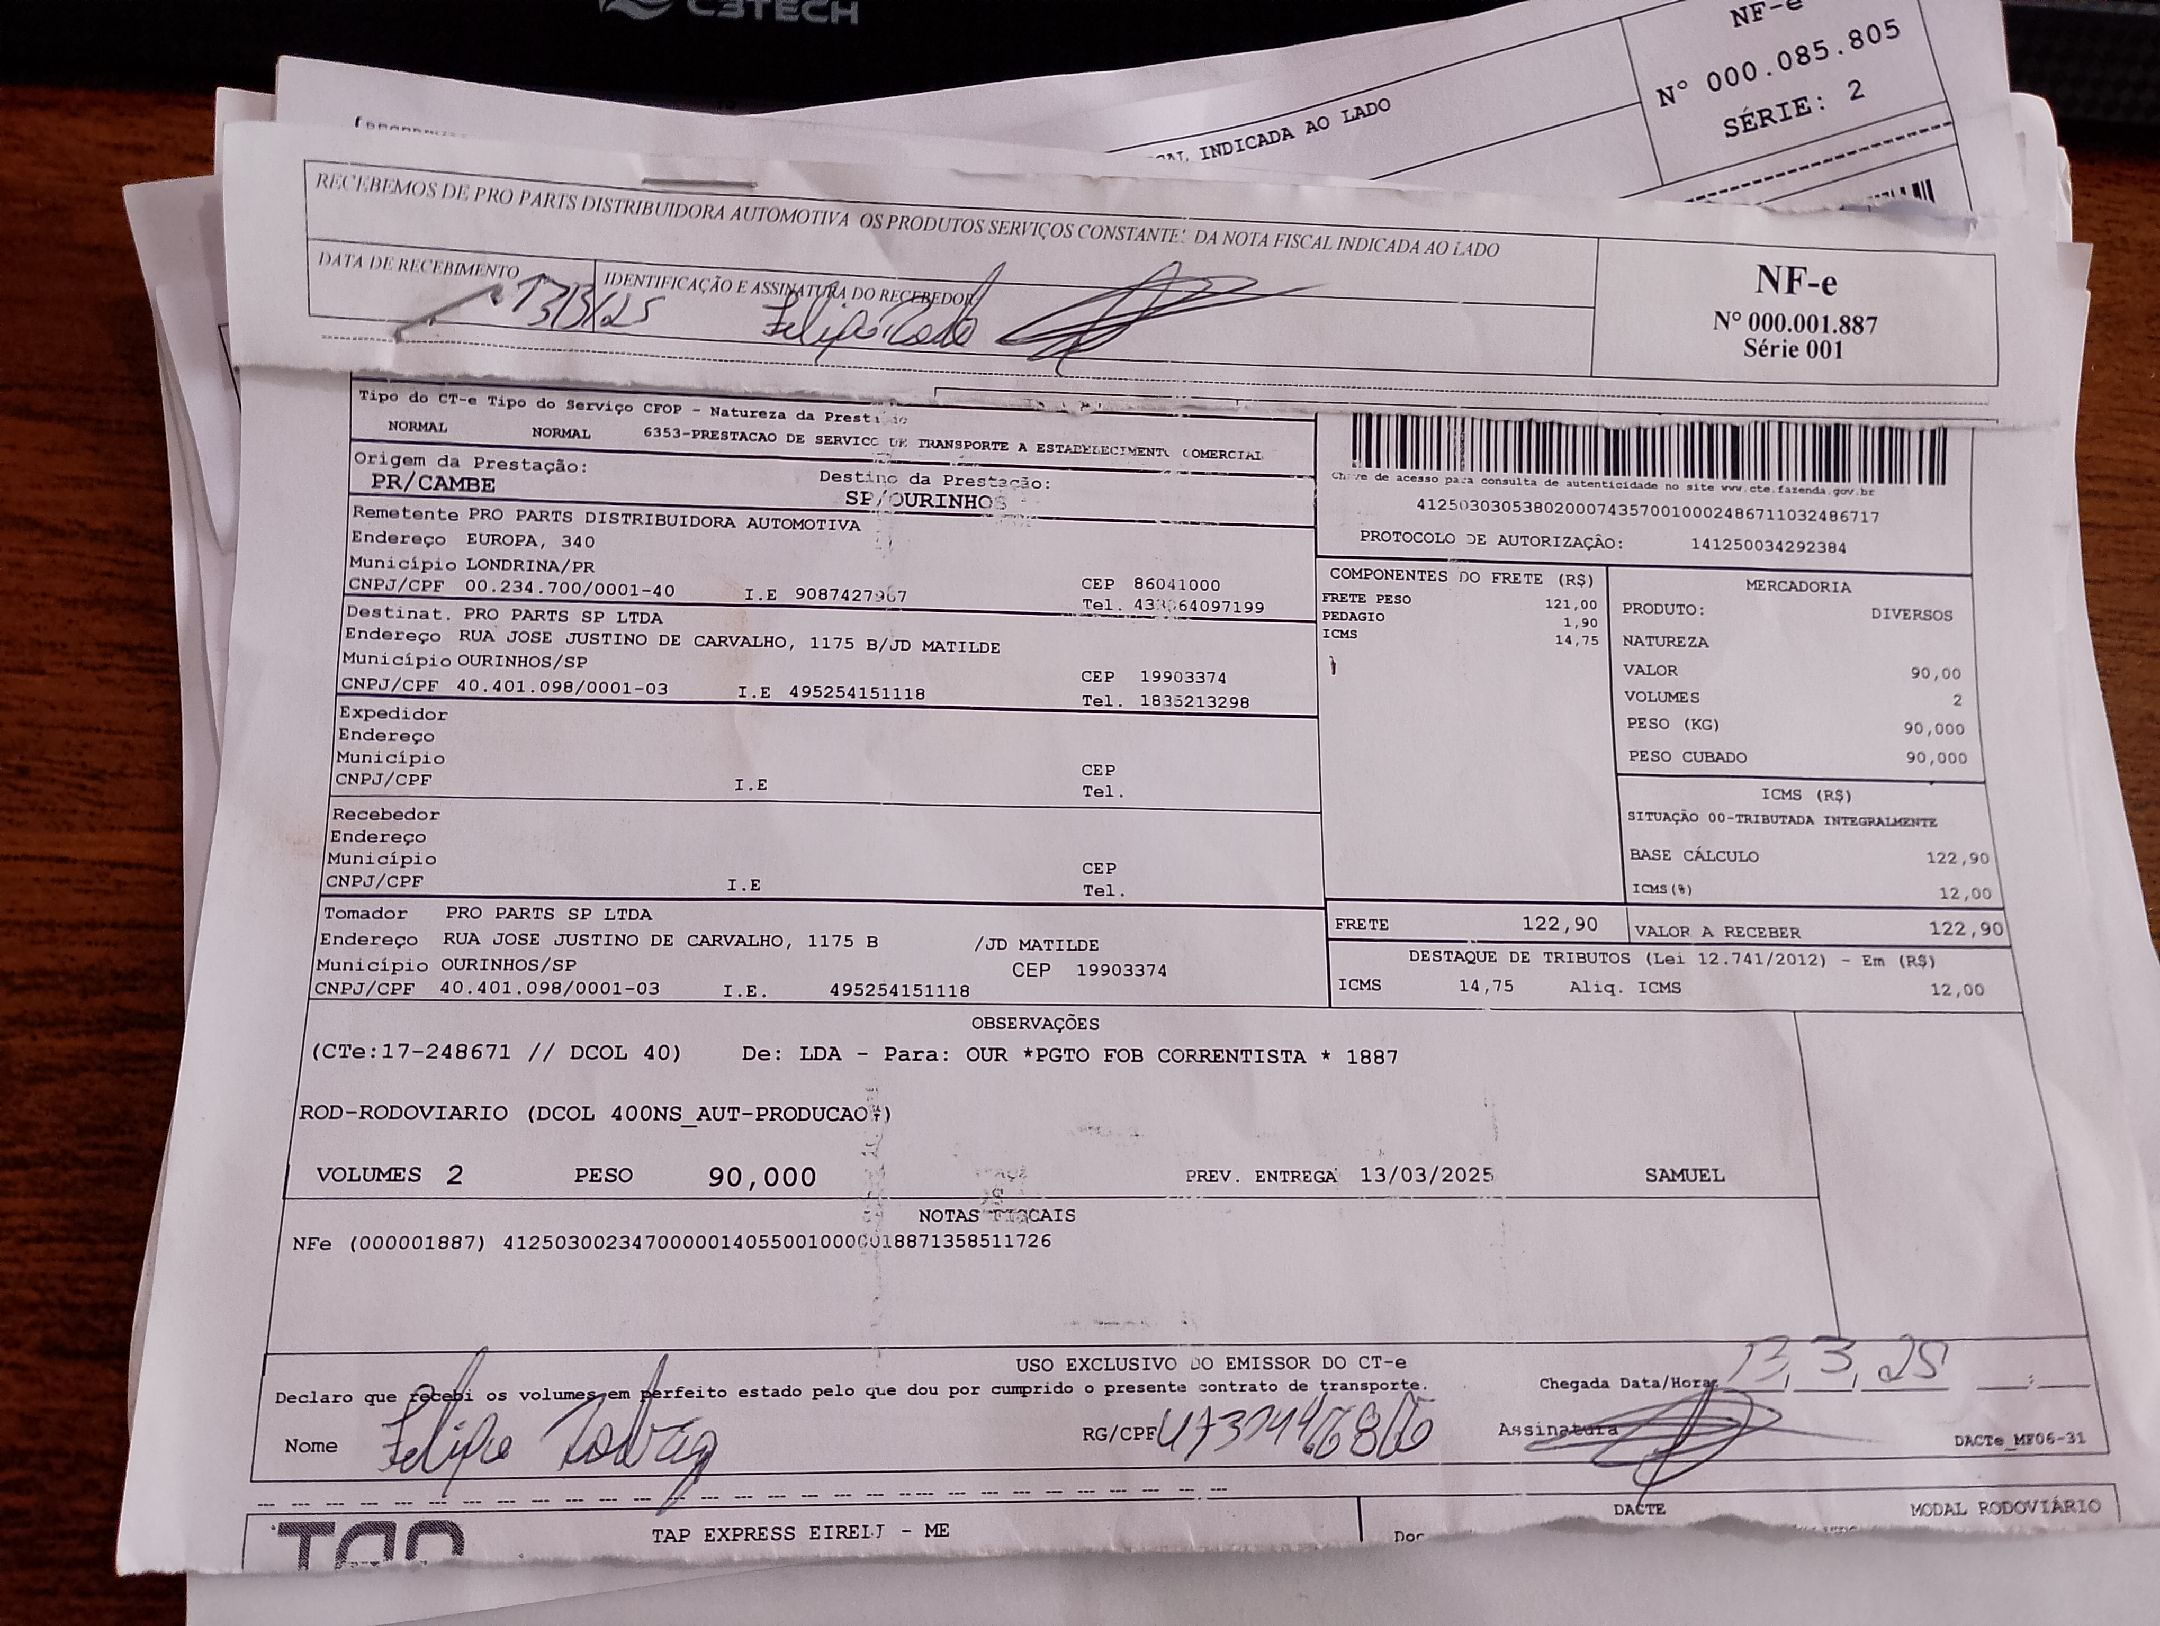 C3TECH
NF-e
Nº 000.085.805
SÉRIE: 2
INDICADA AO LADO
RECEBEMOS DE PRO PARTS DISTRIBUIDORA AUTOMOTIVA OS PRODUTOS SERVIÇOS CONSTANTE DA NOTA FISCAL INDICADA AO LADO
DATA DE RECEBIMENTO
IDENTIFICAÇÃO E ASSINATURA DO RECEBEDOR
13/3/25
Felipe
NF-e
Nº 000.001.887
Série 001
Tipo do CT-e Tipo do Serviço CFOP - Natureza da Prest
NORMAL NORMAL 6353-PRESTACAO DE SERVICO DE TRANSPORTE A ESTABELECIMENTO COMERCIAL
Origem da Prestação: Destino da Prestação:
PR/CAMBE SP/OURINHOS
Remetente PRO PARTS DISTRIBUIDORA AUTOMOTIVA
Endereço EUROPA, 340
Município LONDRINA/PR CEP 86041000
CNPJ/CPF 00.234.700/0001-40 I.E 9087427967 Tel.
Destinat. PRO PARTS SP LTDA
Endereço RUA JOSE JUSTINO DE CARVALHO, 1175 B/JD MATILDE
Município OURINHOS/SP CEP 19903374
CNPJ/CPF 40.401.098/0001-03 I.E 495254151118 Tel. 1835213298
Expedidor
Endereço
Município CEP
CNPJ/CPF I.E Tel.
Recebedor
Endereço
Município CEP
CNPJ/CPF I.E Tel.
Tomador PRO PARTS SP LTDA
Endereço RUA JOSE JUSTINO DE CARVALHO, 1175 B /JD MATILDE
Município OURINHOS/SP CEP 19903374
CNPJ/CPF 40.401.098/0001-03 I.E. 495254151118
Chave de acesso para consulta de autenticidade no site www.cte.fazenda.gov.br
41250303053802000743570010002486711032486717
PROTOCOLO DE AUTORIZAÇÃO: 141250034292384
COMPONENTES DO FRETE (R$)
FRETE PESO 121,00
PEDAGIO 1,90
ICMS 14,75
MERCADORIA
PRODUTO: DIVERSOS
NATUREZA
VALOR 90,00
VOLUMES 2
PESO (KG) 90,000
PESO CUBADO 90,000
ICMS (R$)
SITUAÇÃO 00-TRIBUTADA INTEGRALMENTE
BASE CÁLCULO 122,90
ICMS(%) 12,00
FRETE 122,90 VALOR A RECEBER 122,90
DESTAQUE DE TRIBUTOS (Lei 12.741/2012) - Em (R$)
ICMS 14,75 Aliq. ICMS 12,00
OBSERVAÇÕES
(CTe:17-248671 // DCOL 40) De: LDA - Para: OUR *PGTO FOB CORRENTISTA * 1887
ROD-RODOVIARIO (DCOL 400NS_AUT-PRODUCAO )
VOLUMES 2 PESO 90,000 PREV. ENTREGA 13/03/2025 SAMUEL
NOTAS FISCAIS
NFe (000001887) 41250300234700000140550010000018871358511726
USO EXCLUSIVO DO EMISSOR DO CT-e
Declaro que recebi os volumes em perfeito estado pelo que dou por cumprido o presente contrato de transporte.
Chegada Data/Hora: 13, 3, 25
Nome Felipe RG/CPF Assinatura
DACTe_MF06-31
TAP
TAP EXPRESS EIRELI - ME
DACTE
MODAL RODOVIÁRIO